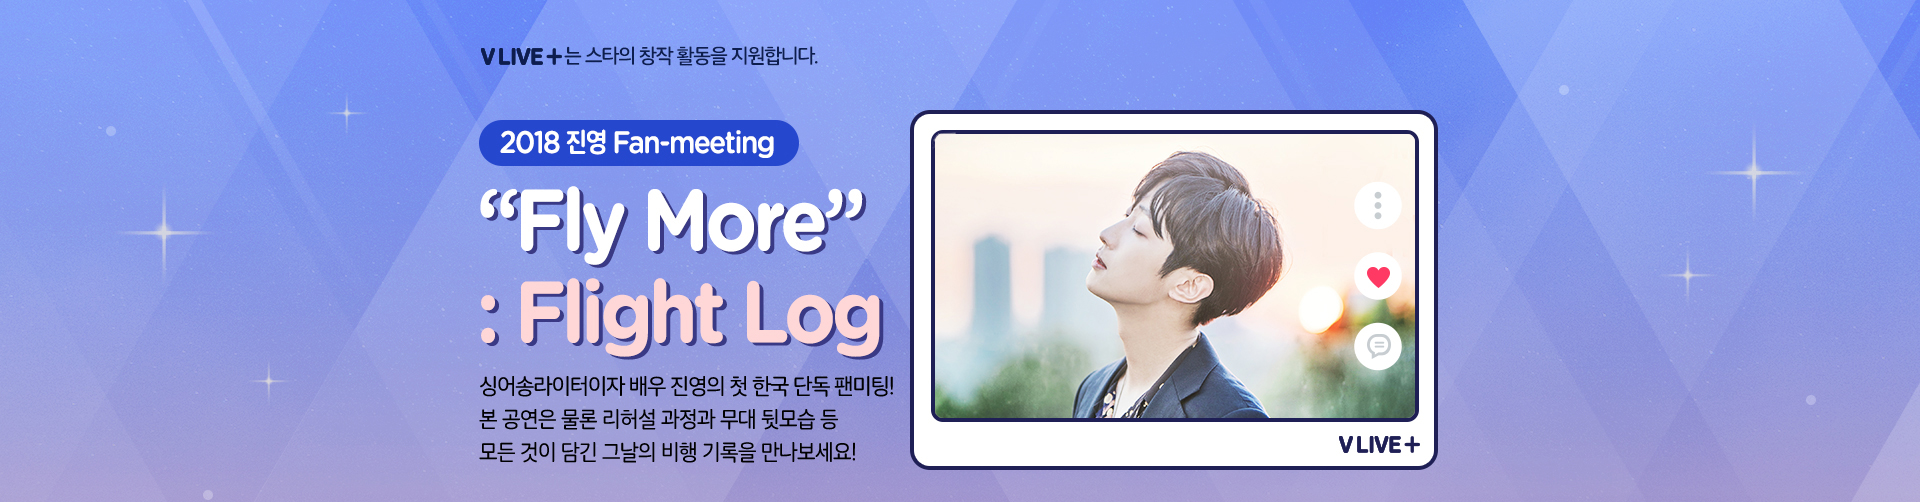 V LIVE+는 스타의 창작 활동을 지원합니다.
2018 진영 Fan-meeting
“Fly More”
: Flight Log
싱어송라이터이자 배우 진영의 첫 한국 단독 팬미팅!
본 공연은 물론 리허설 과정과 무대 뒷모습 등
모든 것이 담긴 그날의 비행 기록을 만나보세요!
V LIVE+